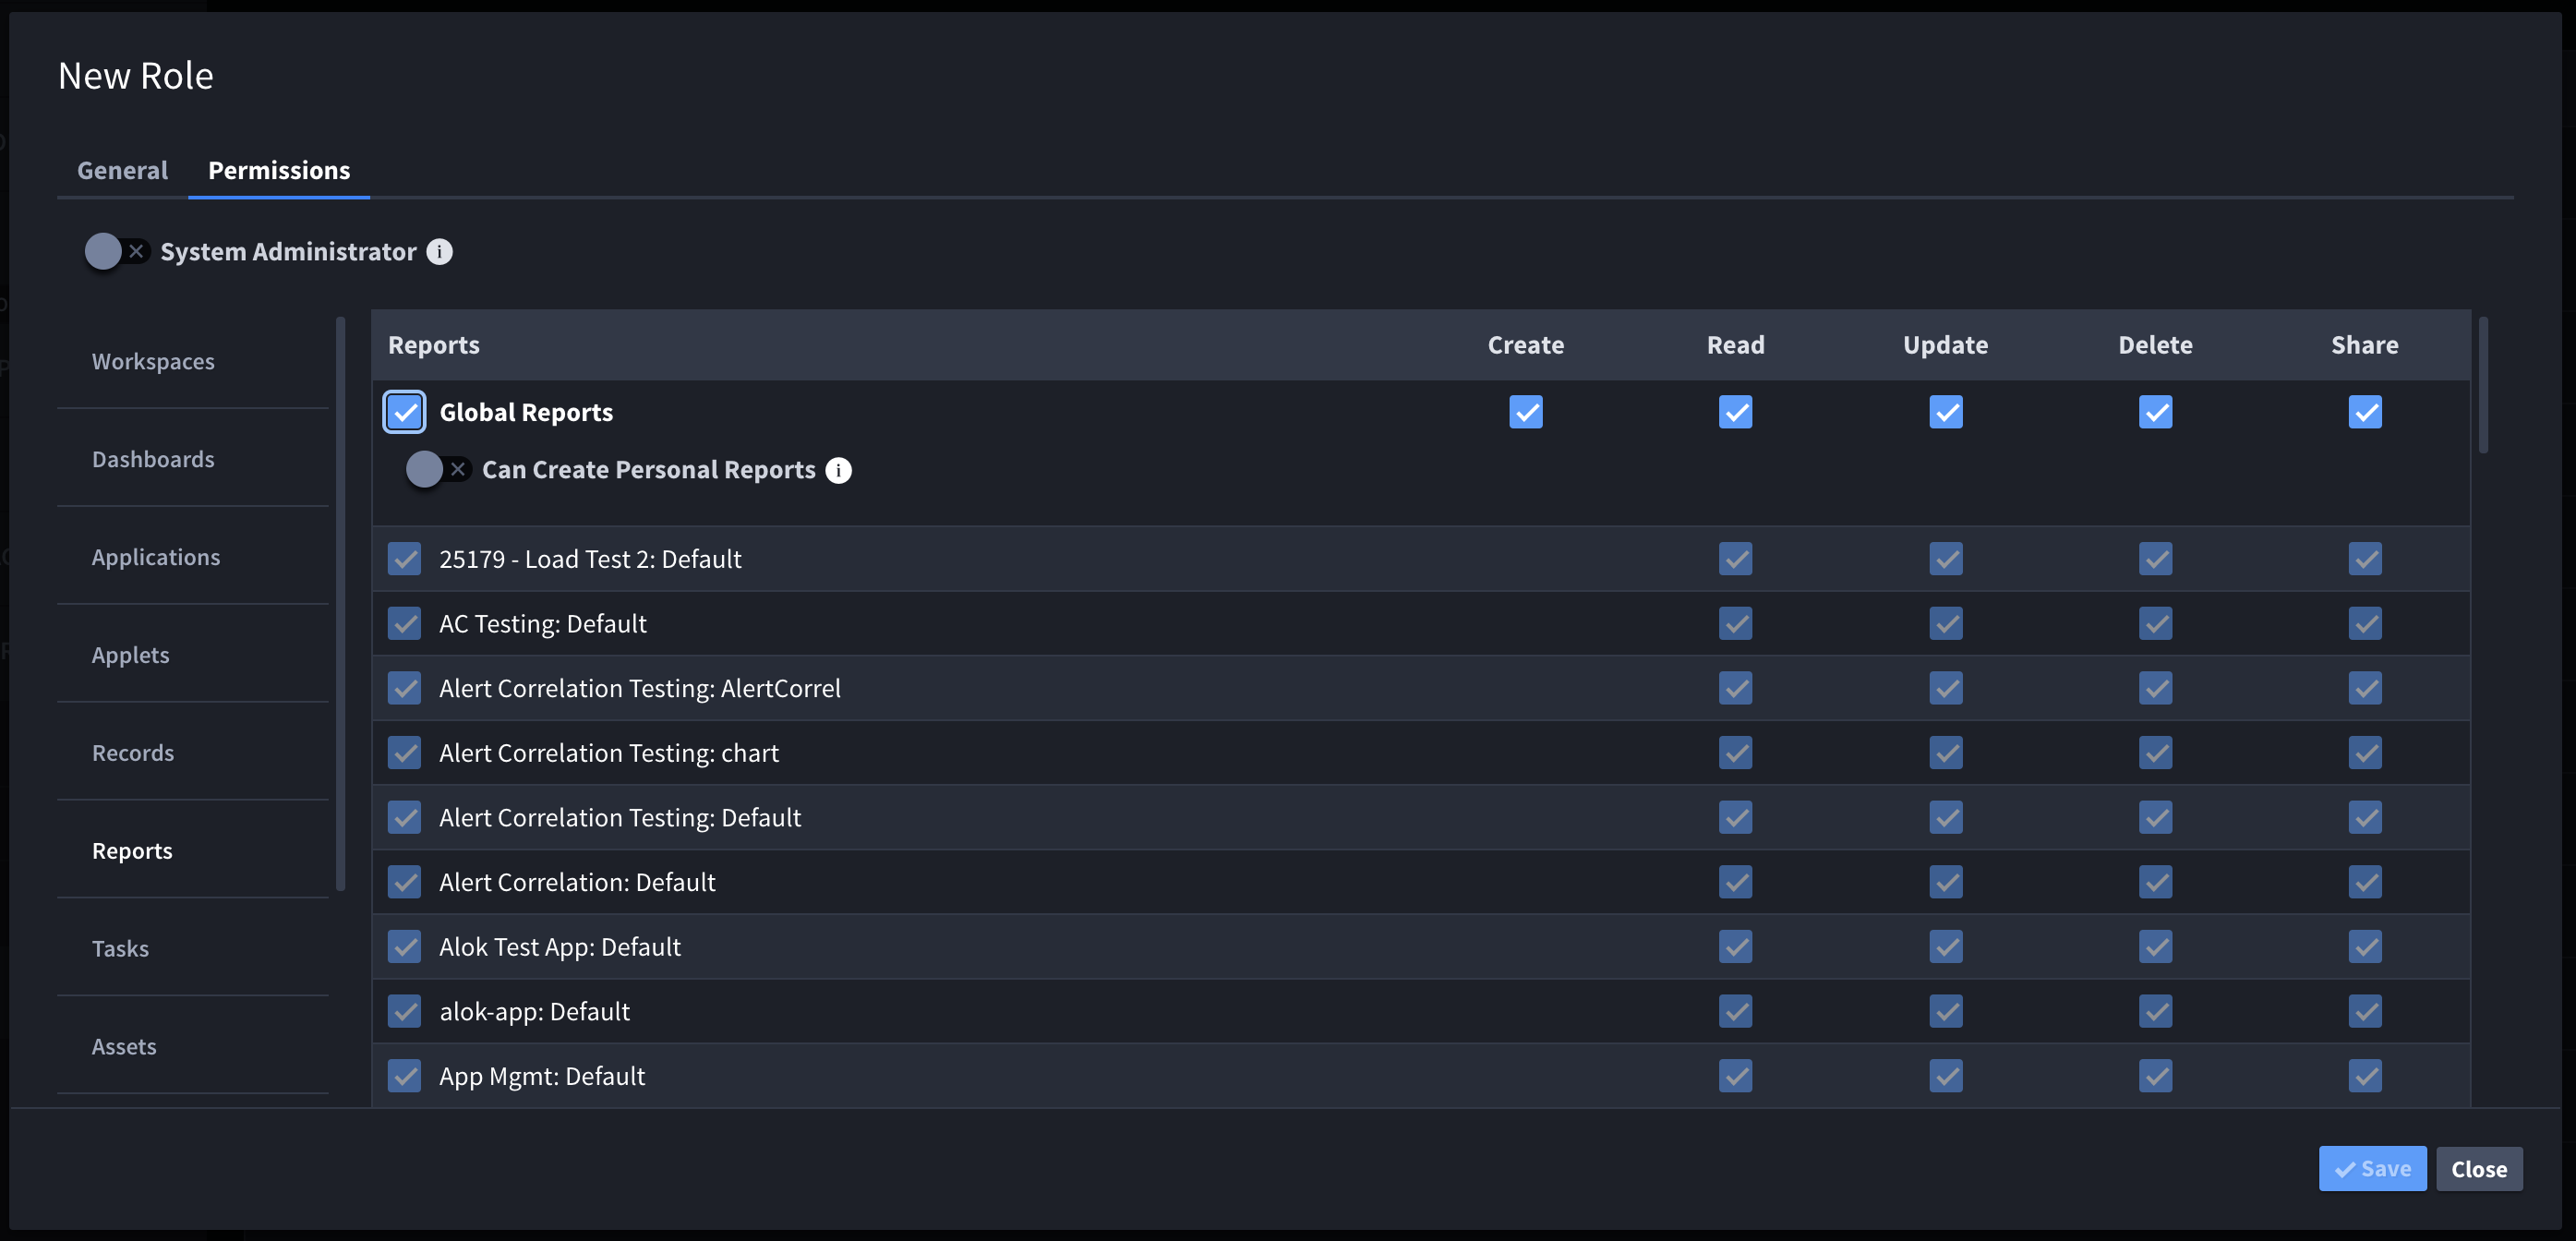 New Role
General Permissions
System Administrator
Workspaces
Dashboards
Applications
Applets
Records
Reports
Tasks
Assets
Reports Create Read Update Delete Share
Global Reports
Can Create Personal Reports
25179 - Load Test 2: Default
AC Testing: Default
Alert Correlation Testing: AlertCorrel
Alert Correlation Testing: chart
Alert Correlation Testing: Default
Alert Correlation: Default
Alok Test App: Default
alok-app: Default
App Mgmt: Default
Save Close